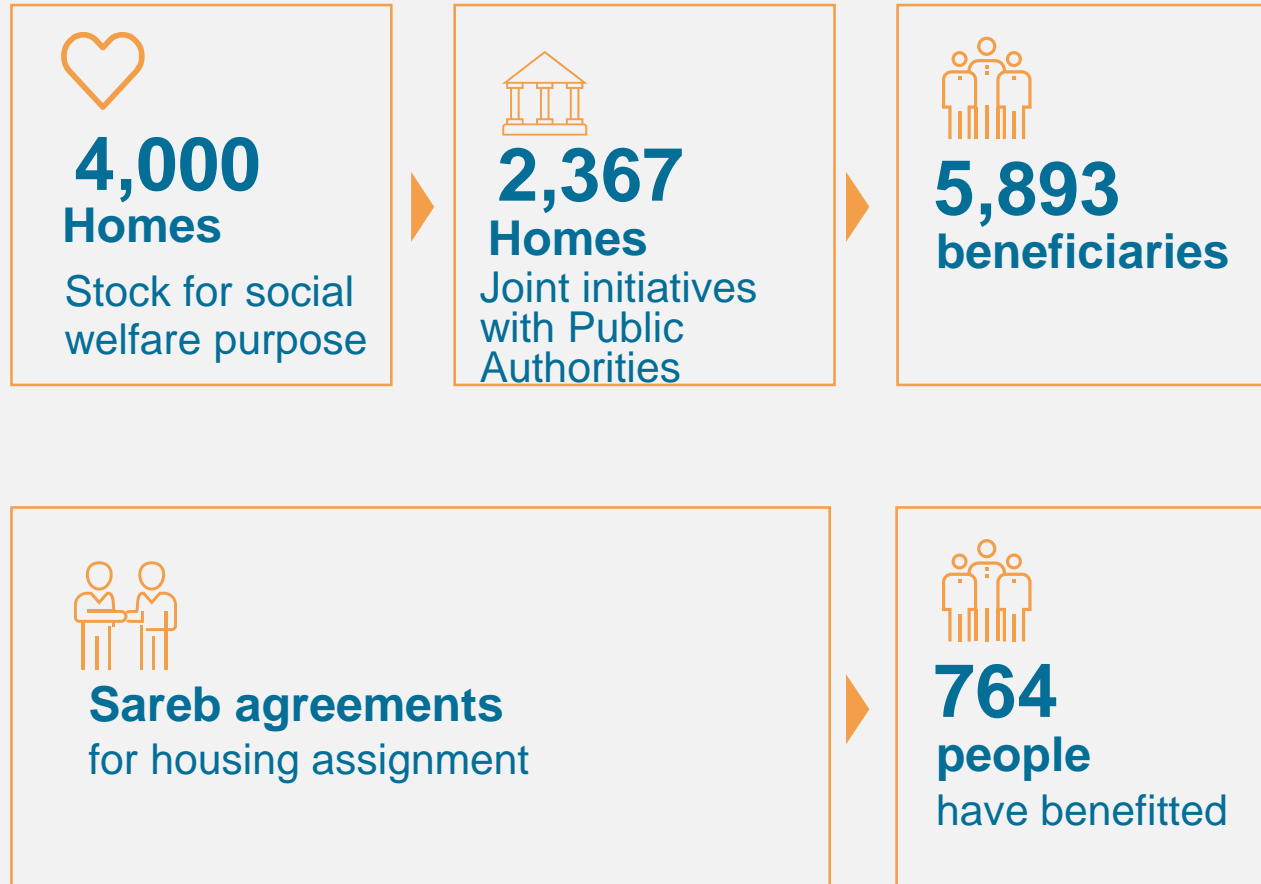 4,000
Homes
Stock for social
welfare purpose
2,367
Homes
Joint initiatives
with Public
Authorities
5,893
beneficiaries
Sareb agreements
for housing assignment
764
people
have benefitted